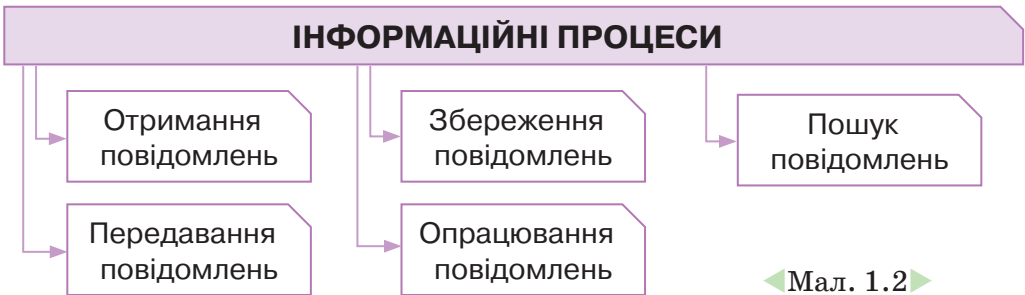 ІНФОРМАЦІЙНІ ПРОЦЕСИ
Отримання
повідомлень
Збереження
повідомлень
Пошук
повідомлень
Передавання
повідомлень
Опрацювання
повідомлень
Мал. 1.2